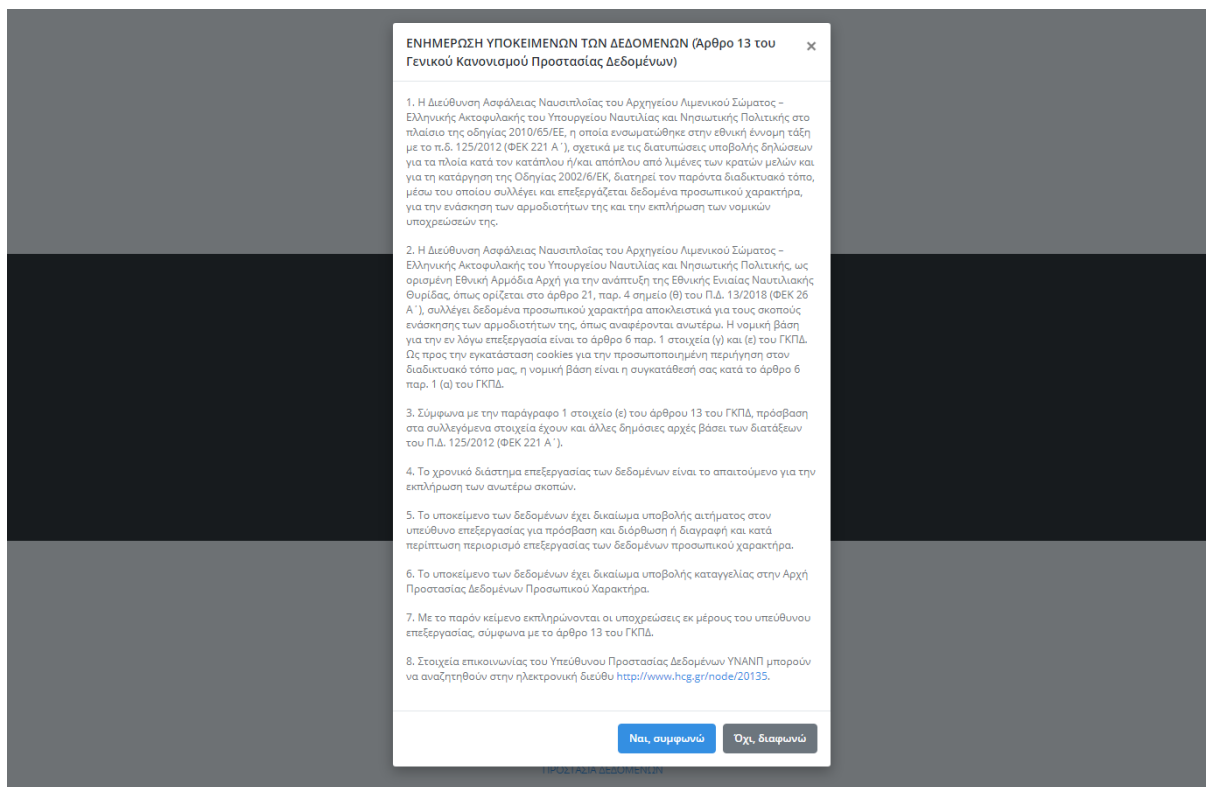 ΕΝΗΜΕΡΩΣΗ ΥΠΟΚΕΙΜΕΝΩΝ ΤΩΝ ΔΕΔΟΜΕΝΩΝ (Άρθρο 13 του
Γενικού Κανονισμού Προστασίας Δεδομένων)
×
1. Η Διεύθυνση Ασφάλειας Ναυσιπλοΐας του Αρχηγείου Λιμενικού Σώματος –
Ελληνικής Ακτοφυλακής του Υπουργείου Ναυτιλίας και Νησιωτικής Πολιτικής στο
πλαίσιο της οδηγίας 2010/65/ΕΕ, η οποία ενσωματώθηκε στην εθνική έννομη τάξη
με το π.δ. 125/2012 (ΦΕΚ 221 Α΄), σχετικά με τις διατυπώσεις υποβολής δηλώσεων
για τα πλοία κατά τον κατάπλου ή/και απόπλου από λιμένες των κρατών μελών και
για τη κατάργηση της Οδηγίας 2002/6/ΕΚ, διατηρεί τον παρόντα διαδικτυακό τόπο,
μέσω του οποίου συλλέγει και επεξεργάζεται δεδομένα προσωπικού χαρακτήρα,
για την ενάσκηση των αρμοδιοτήτων της και την εκπλήρωση των νομικών
υποχρεώσεών της.
2. Η Διεύθυνση Ασφάλειας Ναυσιπλοΐας του Αρχηγείου Λιμενικού Σώματος –
Ελληνικής Ακτοφυλακής του Υπουργείου Ναυτιλίας και Νησιωτικής Πολιτικής, ως
ορισμένη Εθνική Αρμόδια Αρχή για την ανάπτυξη της Εθνικής Ενιαίας Ναυτιλιακής
Θυρίδας, όπως ορίζεται στο άρθρο 21, παρ. 4 σημείο (θ) του Π.Δ. 13/2018 (ΦΕΚ 26
Α΄), συλλέγει δεδομένα προσωπικού χαρακτήρα αποκλειστικά για τους σκοπούς
ενάσκησης των αρμοδιοτήτων της, όπως αναφέρονται ανωτέρω. Η νομική βάση
για την εν λόγω επεξεργασία είναι το άρθρο 6 παρ. 1 στοιχεία (γ) και (ε) του ΓΚΠΔ.
Ως προς την εγκατάσταση cookies για την προσωποποιημένη περιήγηση στον
διαδικτυακό τόπο μας, η νομική βάση είναι η συγκατάθεσή σας κατά το άρθρο 6
παρ. 1 (α) του ΓΚΠΔ.
3. Σύμφωνα με την παράγραφο 1 στοιχείο (ε) του άρθρου 13 του ΓΚΠΔ, πρόσβαση
στα συλλεγόμενα στοιχεία έχουν και άλλες δημόσιες αρχές βάσει των διατάξεων
του Π.Δ. 125/2012 (ΦΕΚ 221 Α΄).
4. Το χρονικό διάστημα επεξεργασίας των δεδομένων είναι το απαιτούμενο για την
εκπλήρωση των ανωτέρω σκοπών.
5. Το υποκείμενο των δεδομένων έχει δικαίωμα υποβολής αιτήματος στον
υπεύθυνο επεξεργασίας για πρόσβαση και διόρθωση ή διαγραφή και κατά
περίπτωση περιορισμό επεξεργασίας των δεδομένων προσωπικού χαρακτήρα.
6. Το υποκείμενο των δεδομένων έχει δικαίωμα υποβολής καταγγελίας στην Αρχή
Προστασίας Δεδομένων Προσωπικού Χαρακτήρα.
7. Με το παρόν κείμενο εκπληρώνονται οι υποχρεώσεις εκ μέρους του υπεύθυνου
επεξεργασίας, σύμφωνα με το άρθρο 13 του ΓΚΠΔ.
8. Στοιχεία επικοινωνίας του Υπεύθυνου Προστασίας Δεδομένων ΥΝΑΝΠ μπορούν
να αναζητηθούν στην ηλεκτρονική διεύθυ http://www.hcg.gr/node/20135.
Ναι, συμφωνώ Όχι, διαφωνώ
ΠΡΟΣΤΑΣΙΑ ΔΕΔΟΜΕΝΩΝ